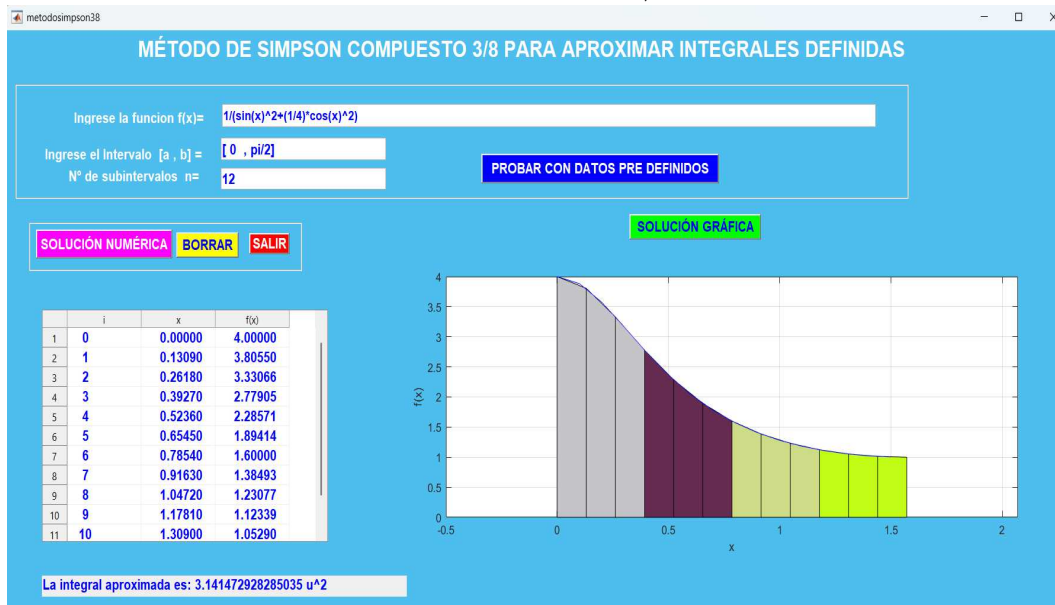 metodosimpson38
MÉTODO DE SIMPSON COMPUESTO 3/8 PARA APROXIMAR INTEGRALES DEFINIDAS
Ingrese la funcion f(x)= 1/(sin(x)^2+(1/4)*cos(x)^2)
Ingrese el Intervalo [a , b] = [ 0 , pi/2]
Nº de subintervalos n= 12
PROBAR CON DATOS PRE DEFINIDOS
SOLUCIÓN NUMÉRICA BORRAR SALIR
SOLUCIÓN GRÁFICA
i x f(x)
1 0 0.00000 4.00000
2 1 0.13090 3.80550
3 2 0.26180 3.33066
4 3 0.39270 2.77905
5 4 0.52360 2.28571
6 5 0.65450 1.89414
7 6 0.78540 1.60000
8 7 0.91630 1.38493
9 8 1.04720 1.23077
10 9 1.17810 1.12339
11 10 1.30900 1.05290
4
3.5
3
2.5
2
1.5
1
0.5
0
f(x)
-0.5 0 0.5 1 1.5 2
x
La integral aproximada es: 3.141472928285035 u^2